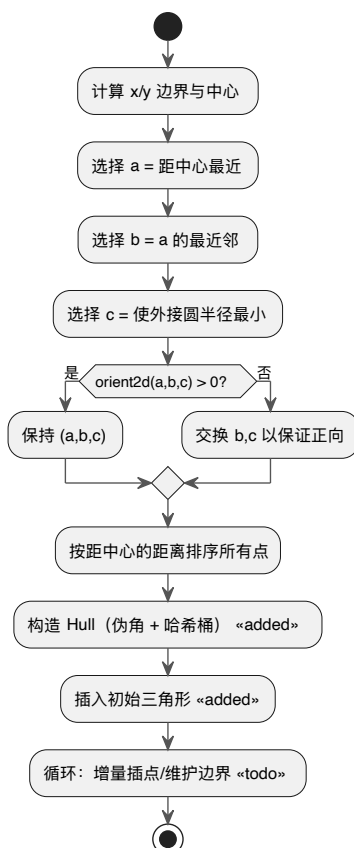 计算 x/y 边界与中心
选择 a = 距中心最近
选择 b = a 的最近邻
选择 c = 使外接圆半径最小
是
orient2d(a,b,c) > 0?
否
保持 (a,b,c)
交换 b,c 以保证正向
按距中心的距离排序所有点
构造 Hull（伪角 + 哈希桶） «added»
插入初始三角形 «added»
循环：增量插点/维护边界 «todo»